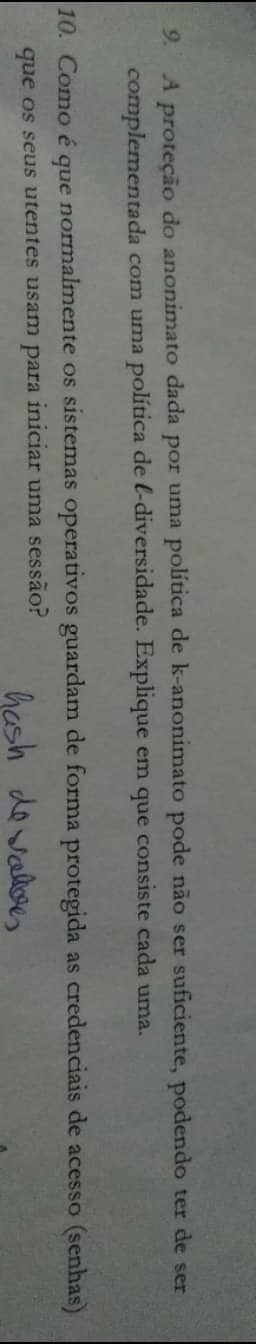 9. A proteção do anonimato dada por uma política de k-anonimato pode não ser suficiente, podendo ter de ser
complementada com uma política de ℓ-diversidade. Explique em que consiste cada uma.
10. Como é que normalmente os sistemas operativos guardam de forma protegida as credenciais de acesso (senhas)
que os seus utentes usam para iniciar uma sessão?
hash de valores